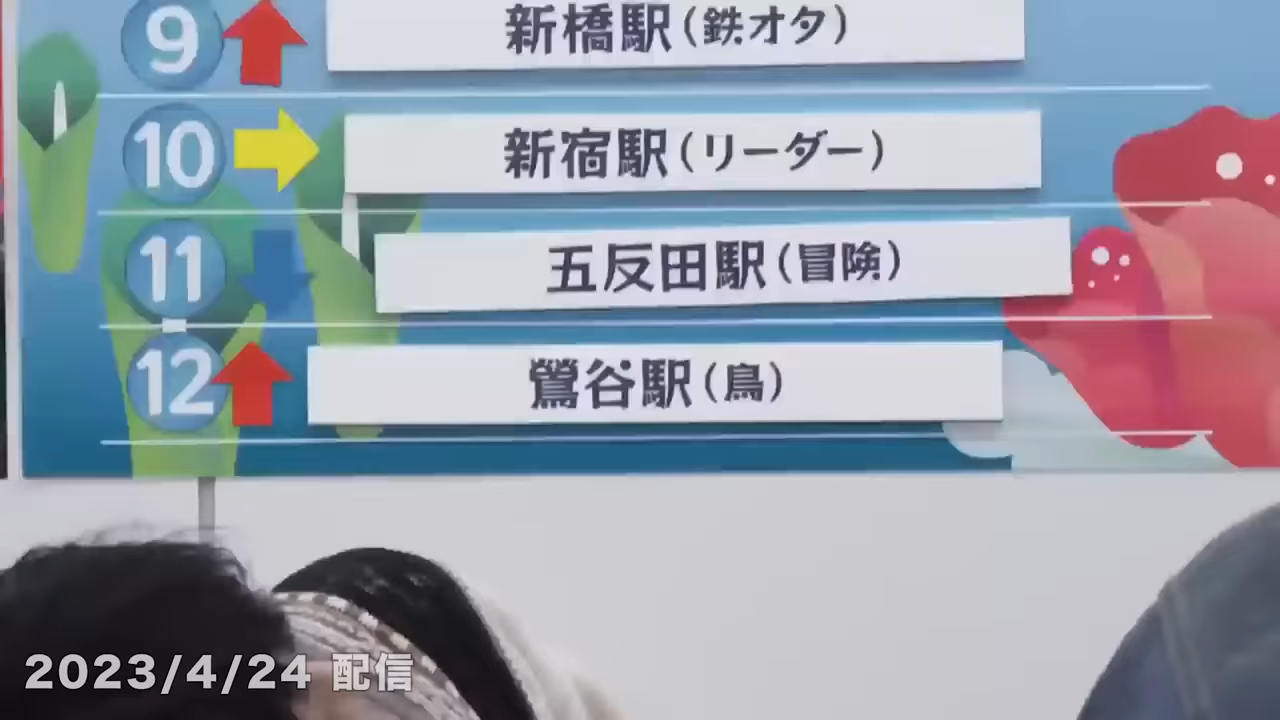 9 新橋駅(鉄オタ)
10 新宿駅(リーダー)
11 五反田駅(冒険)
12 鶯谷駅(鳥)
2023/4/24 配信